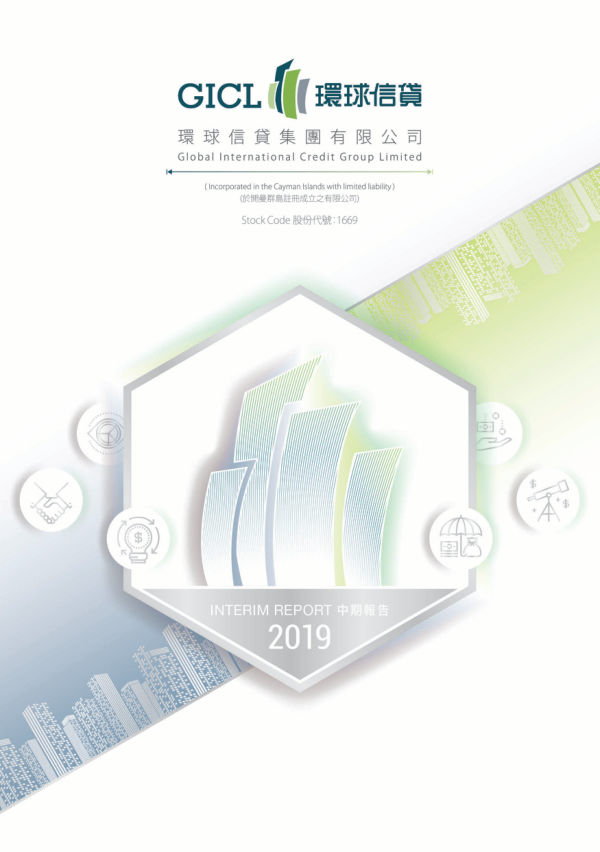 GICL 環球信貸
環球信貸集團有限公司
Global International Credit Group Limited
( Incorporated in the Cayman Islands with limited liability )
(於開曼群島註冊成立之有限公司)
Stock Code 股份代號：1669
INTERIM REPORT 中期報告
2019